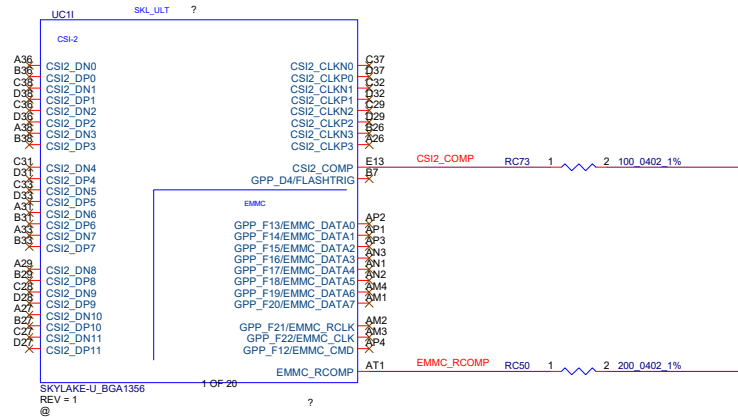 UC1I SKL_ULT ?
CSI-2
A36 CSI2_DN0 CSI2_CLKN0 C37
B36 CSI2_DP0 CSI2_CLKP0 D37
C38 CSI2_DN1 CSI2_CLKN1 C32
D38 CSI2_DP1 CSI2_CLKP1 D32
C36 CSI2_DN2 CSI2_CLKN2 C29
D36 CSI2_DP2 CSI2_CLKP2 D29
A38 CSI2_DN3 CSI2_CLKN3 B26
B38 CSI2_DP3 CSI2_CLKP3 A26
C31 CSI2_DN4 CSI2_COMP E13 CSI2_COMP RC73 1 2 100_0402_1%
D31 CSI2_DP4 GPP_D4/FLASHTRIG B7
C33 CSI2_DN5
D33 CSI2_DP5 EMMC
A31 CSI2_DN6
B31 CSI2_DP6 GPP_F13/EMMC_DATA0 AP2
A33 CSI2_DN7 GPP_F14/EMMC_DATA1 AP1
B33 CSI2_DP7 GPP_F15/EMMC_DATA2 AP3
GPP_F16/EMMC_DATA3 AN3
A29 CSI2_DN8 GPP_F17/EMMC_DATA4 AN1
B29 CSI2_DP8 GPP_F18/EMMC_DATA5 AN2
C28 CSI2_DN9 GPP_F19/EMMC_DATA6 AM4
D28 CSI2_DP9 GPP_F20/EMMC_DATA7 AM1
A27 CSI2_DN10
B27 CSI2_DP10 GPP_F21/EMMC_RCLK AM2
C27 CSI2_DN11 GPP_F22/EMMC_CLK AM3
D27 CSI2_DP11 GPP_F12/EMMC_CMD AP4
EMMC_RCOMP AT1 EMMC_RCOMP RC50 1 2 200_0402_1%
SKYLAKE-U_BGA1356 1 OF 20
REV = 1 ?
@